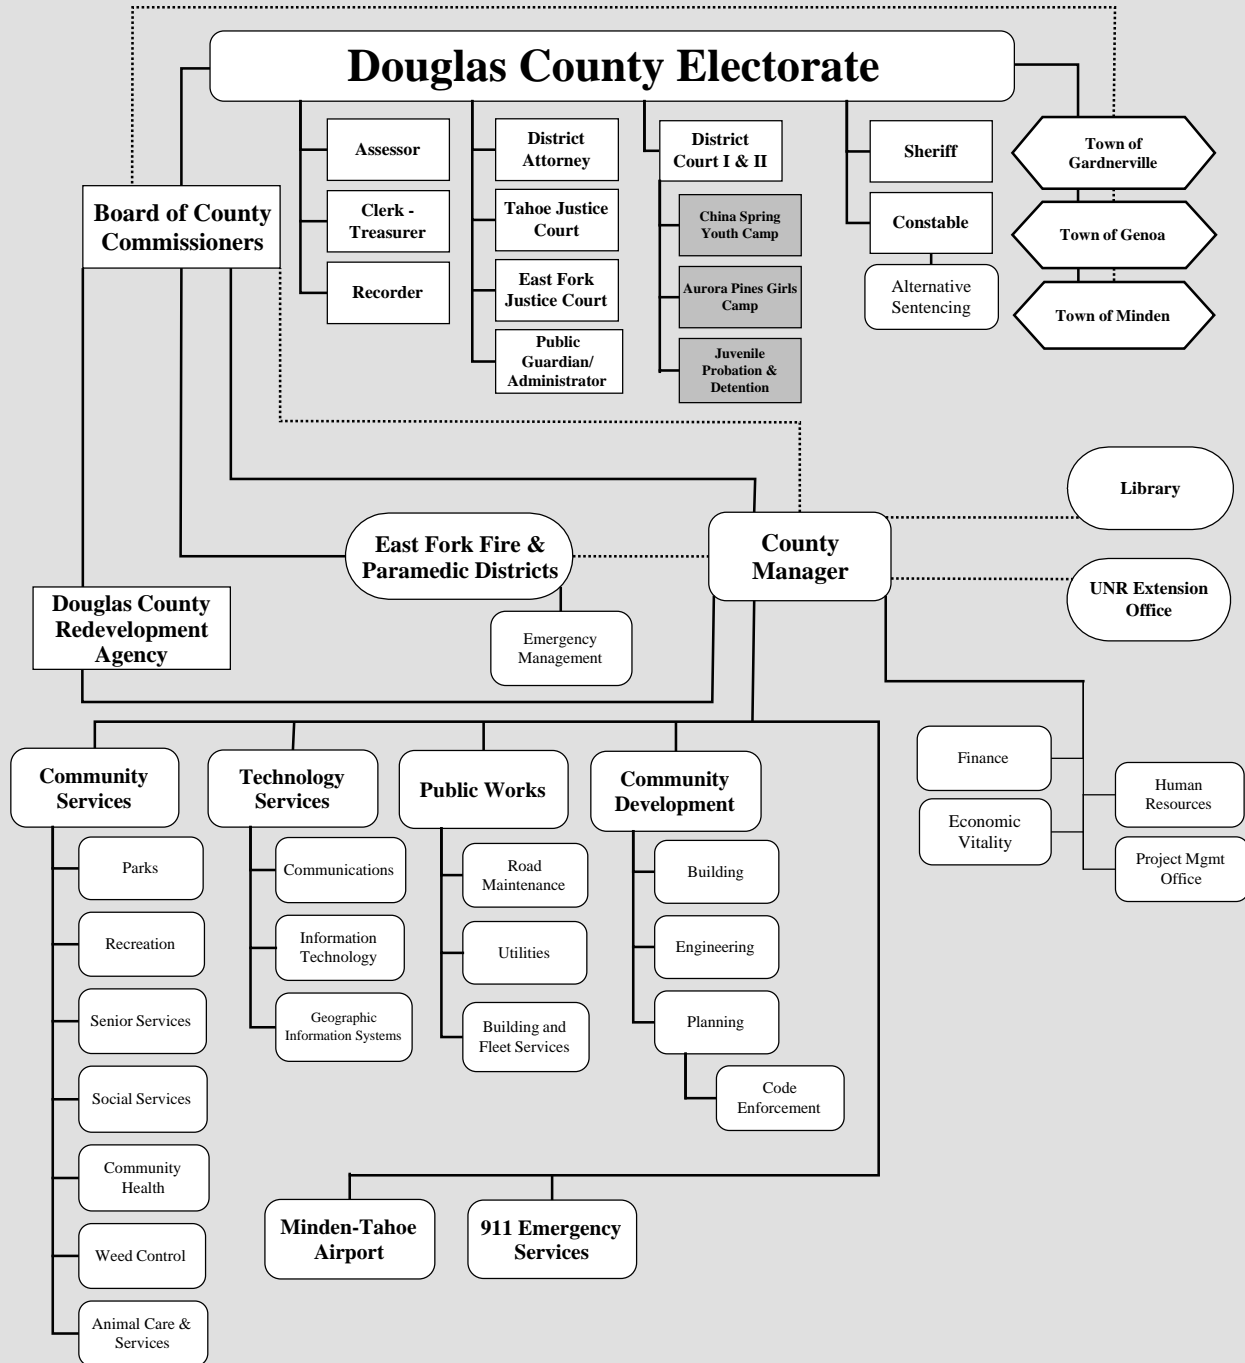 Douglas County Electorate
Assessor
Clerk -
Treasurer
Recorder
District
Attorney
Tahoe Justice
Court
East Fork
Justice Court
Public
Guardian/
Administrator
District
Court I & II
China Spring
Youth Camp
Aurora Pines Girls
Camp
Juvenile
Probation &
Detention
Sheriff
Constable
Alternative
Sentencing
Town of
Gardnerville
Town of Genoa
Town of Minden
Board of County
Commissioners
Library
East Fork Fire &
Paramedic Districts
County
Manager
UNR Extension
Office
Douglas County
Redevelopment
Agency
Emergency
Management
Community
Services
Parks
Recreation
Senior Services
Social Services
Community
Health
Weed Control
Animal Care &
Services
Technology
Services
Communications
Information
Technology
Geographic
Information Systems
Public Works
Road
Maintenance
Utilities
Building and
Fleet Services
Community
Development
Building
Engineering
Planning
Code
Enforcement
Finance
Economic
Vitality
Human
Resources
Project Mgmt
Office
Minden-Tahoe
Airport
911 Emergency
Services